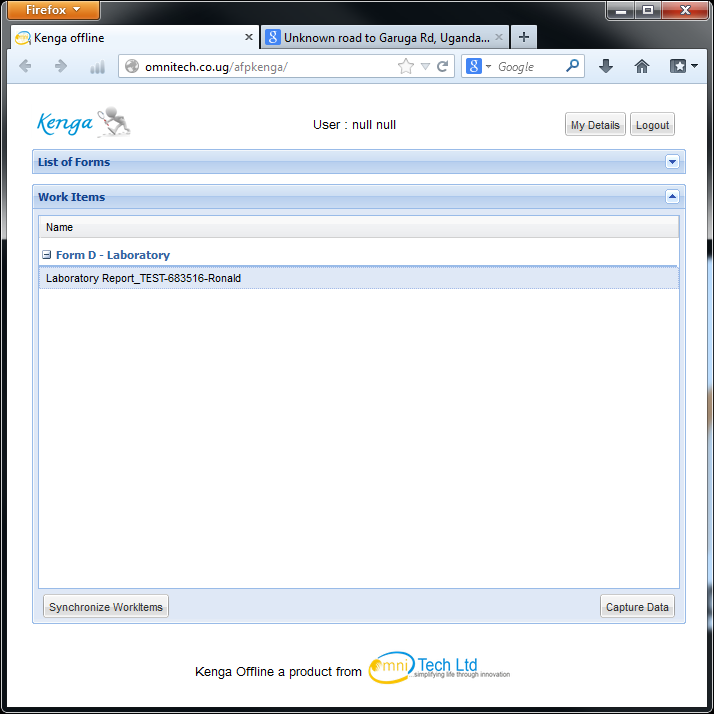 Firefox
Kenga offline
Unknown road to Garuga Rd, Uganda...
omnitech.co.ug/afpkenga/
Google
Kenga
User : null null
My Details
Logout
List of Forms
Work Items
Name
Form D - Laboratory
Laboratory Report_TEST-683516-Ronald
Synchronize WorkItems
Capture Data
Kenga Offline a product from
omni Tech Ltd
simplifying life through innovation